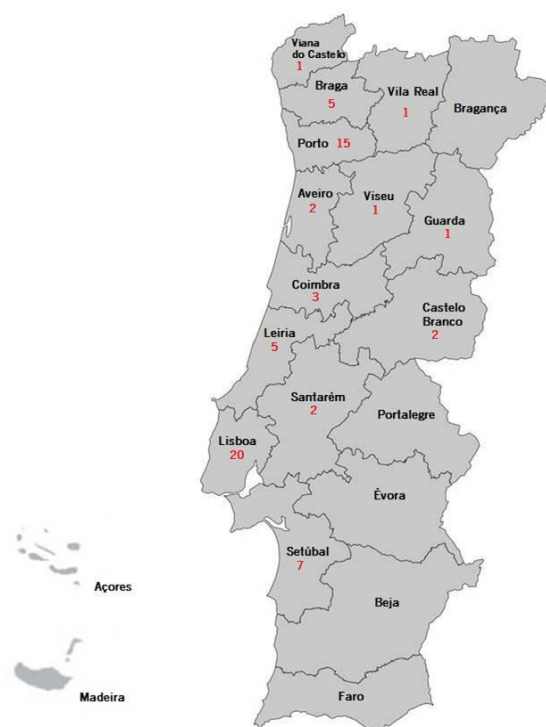 Viana
do Castelo
1
Braga
5
Vila Real
1
Bragança
Porto 15
Aveiro
2
Viseu
1
Guarda
1
Coimbra
3
Castelo
Branco
2
Leiria
5
Santarém
2
Portalegre
Lisboa
20
Évora
Setúbal
7
Açores
Beja
Madeira
Faro